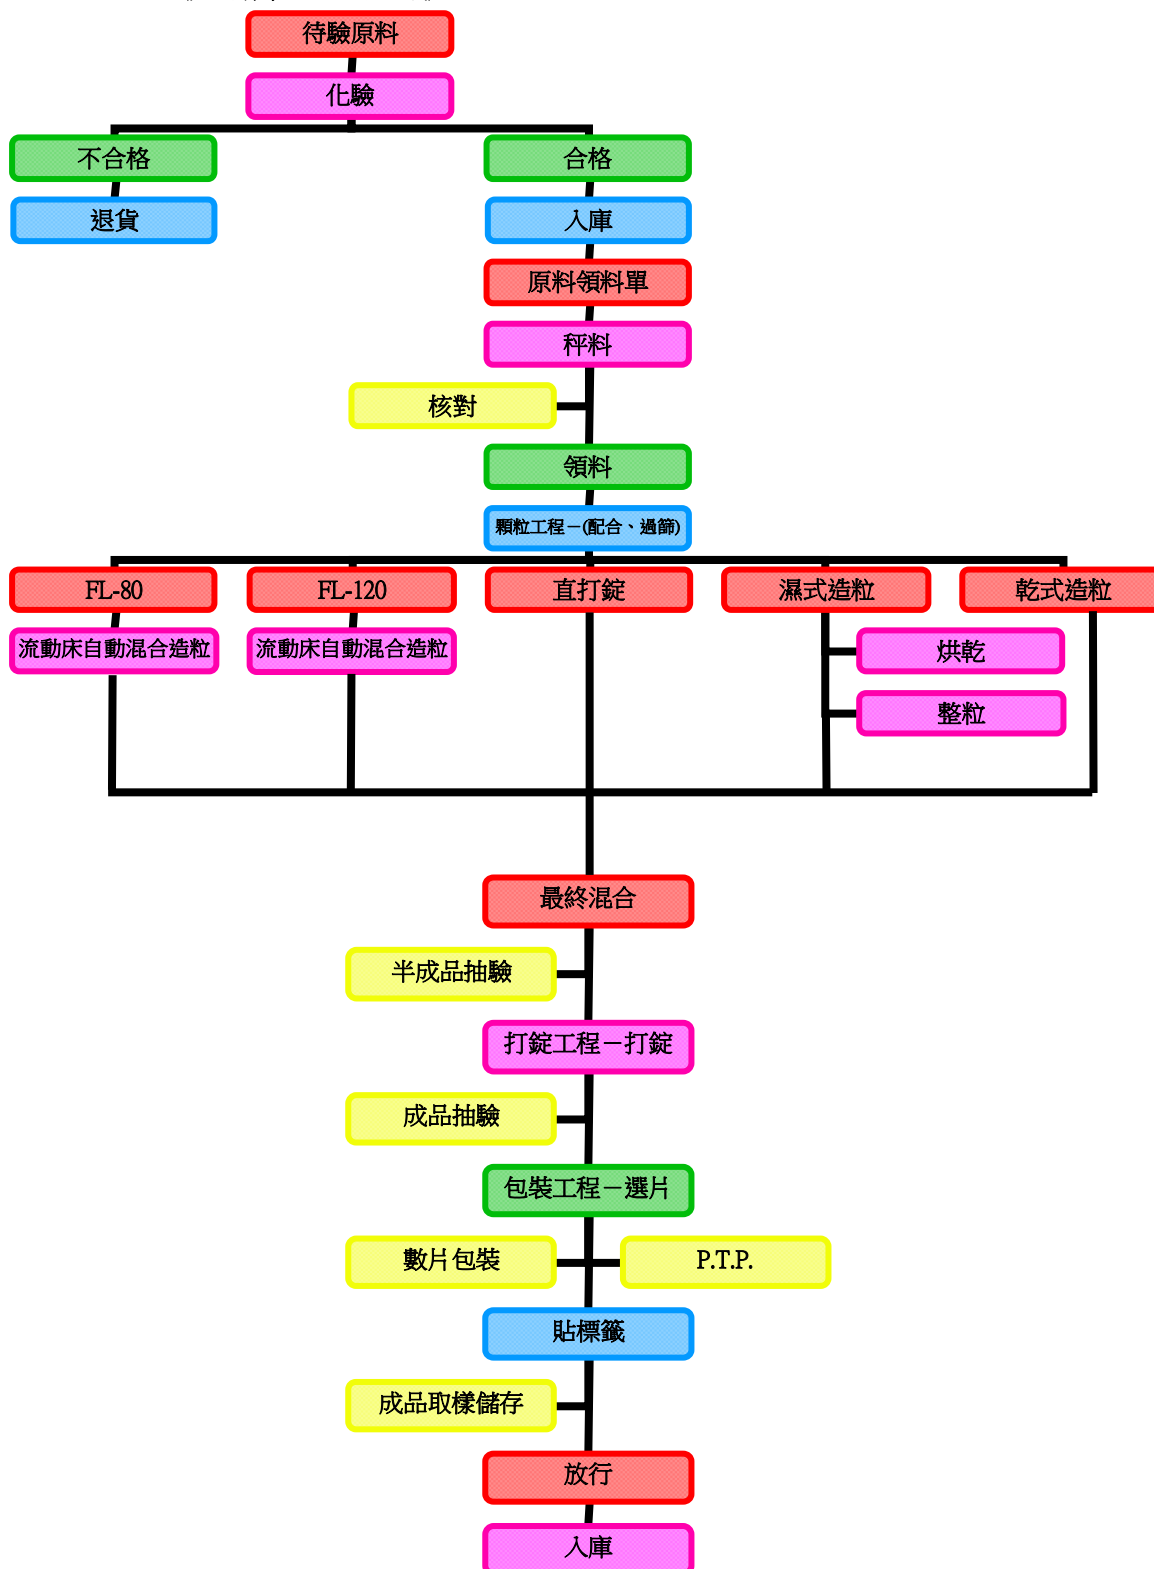 待驗原料
化驗
不合格
合格
退貨
入庫
原料領料單
秤料
核對
領料
顆粒工程－(配合、過篩)
FL-80
FL-120
直打錠
濕式造粒
乾式造粒
流動床自動混合造粒
流動床自動混合造粒
烘乾
整粒
最終混合
半成品抽驗
打錠工程－打錠
成品抽驗
包裝工程－選片
數片包裝
P.T.P.
貼標籤
成品取樣儲存
放行
入庫